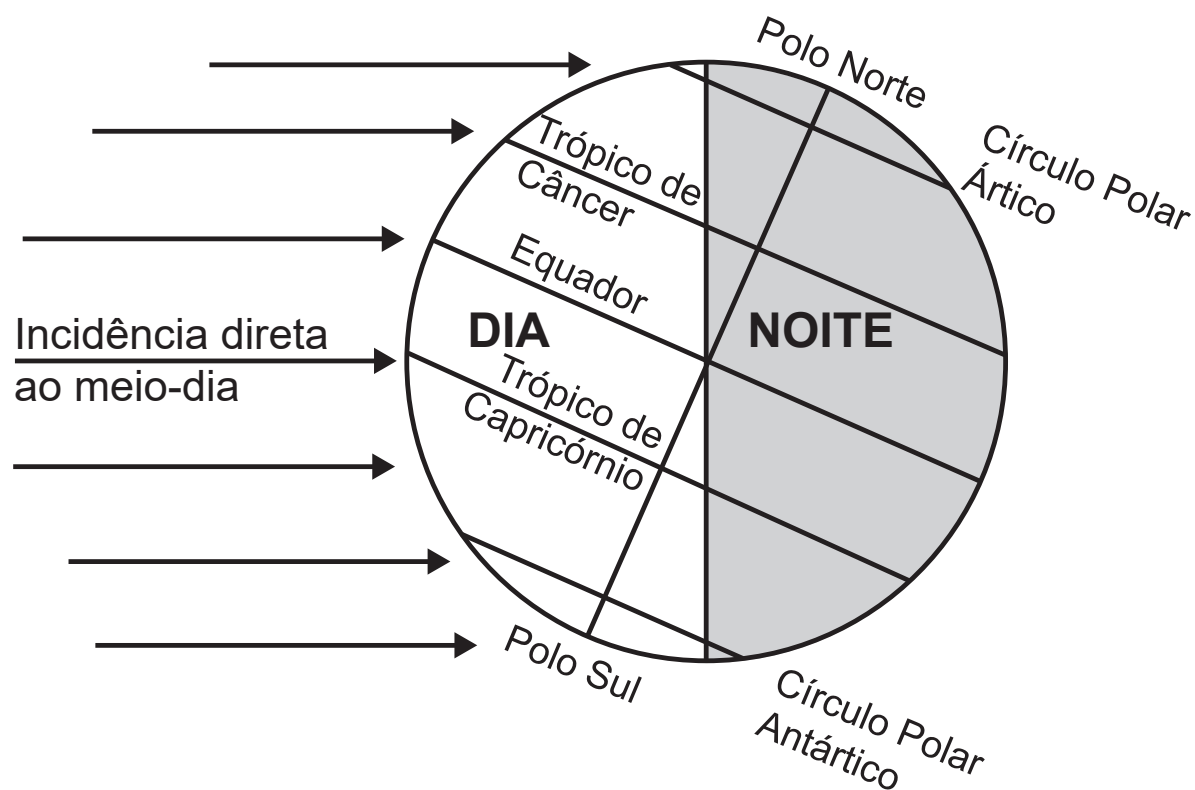 Polo Norte
Círculo Polar
Ártico
Trópico de
Câncer
Equador
DIA
NOITE
Incidência direta
ao meio-dia
Trópico de
Capricórnio
Polo Sul
Círculo Polar
Antártico